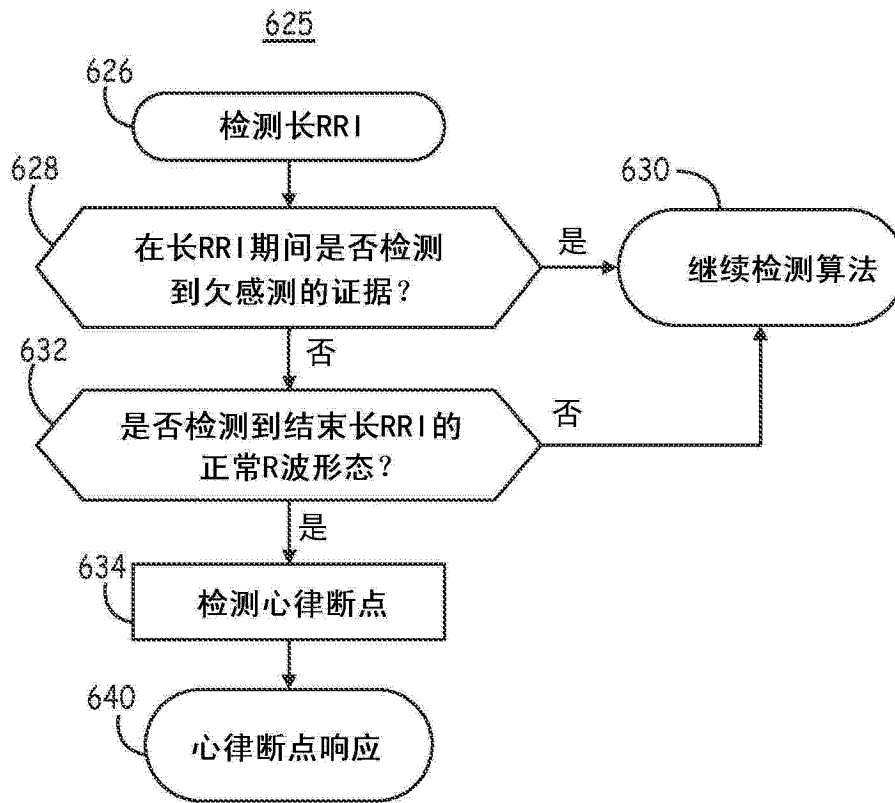 625
626
检测长RRI
628
630
在长RRI期间是否检测
到欠感测的证据？
是
继续检测算法
否
632
是否检测到结束长RRI的
正常R波形态？
否
是
634
检测心律断点
640
心律断点响应